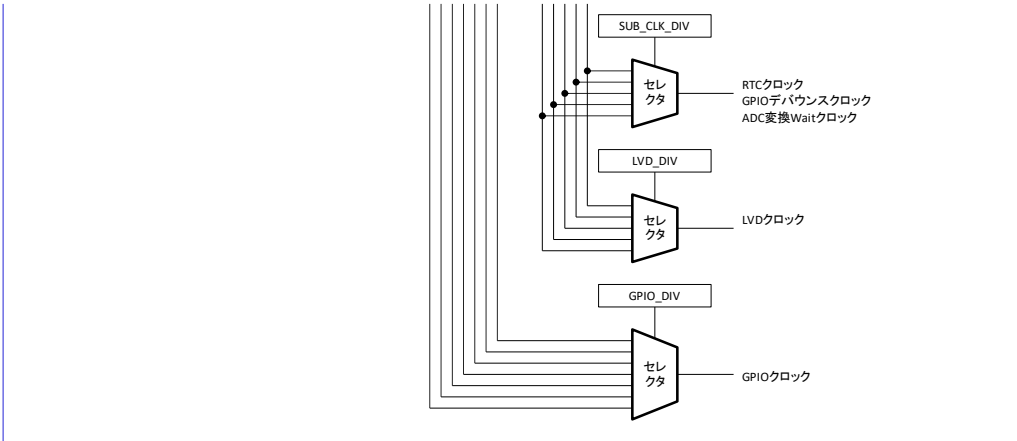 SUB_CLK_DIV
セレ
クタ
RTCクロック
GPIOデバウンスクロック
ADC変換Waitクロック
LVD_DIV
セレ
クタ
LVDクロック
GPIO_DIV
セレ
クタ
GPIOクロック